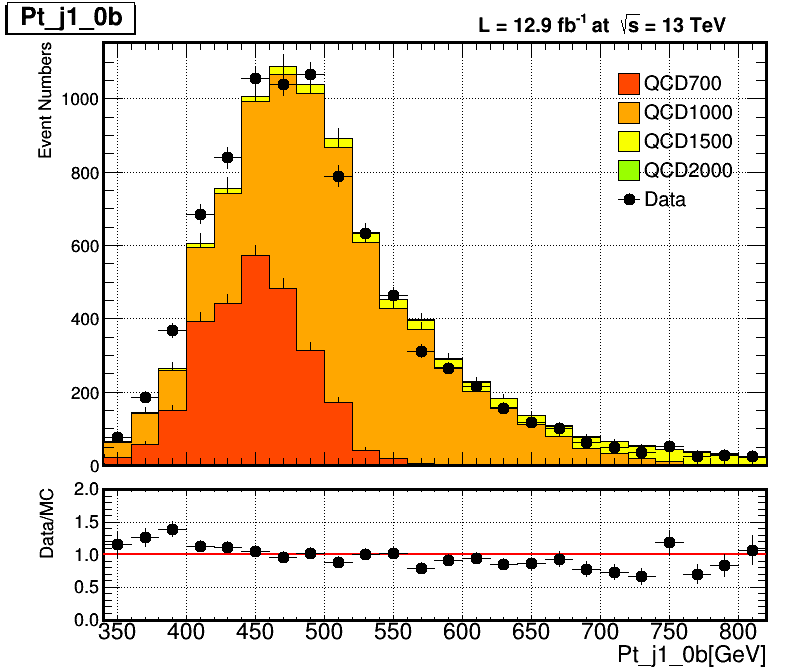 Pt_j1_0b
L = 12.9 fb⁻¹ at √s = 13 TeV
Event Numbers
1000
800
600
400
200
0
QCD700
QCD1000
QCD1500
QCD2000
Data
Data/MC
2.0
1.5
1.0
0.5
0.0
350 400 450 500 550 600 650 700 750 800
Pt_j1_0b[GeV]